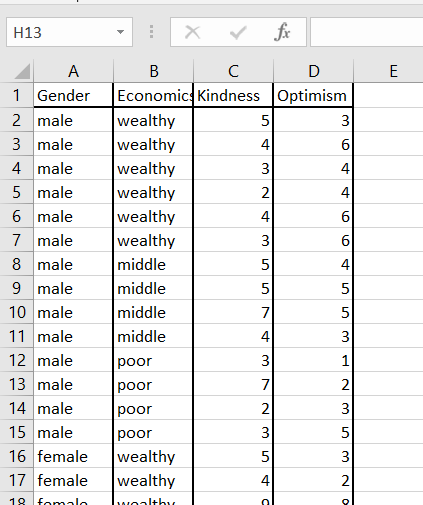 H13 fx
A B C D E
1 Gender Economics Kindness Optimism
2 male wealthy 5 3
3 male wealthy 4 6
4 male wealthy 3 4
5 male wealthy 2 4
6 male wealthy 4 6
7 male wealthy 3 6
8 male middle 5 4
9 male middle 5 5
10 male middle 7 5
11 male middle 4 3
12 male poor 3 1
13 male poor 7 2
14 male poor 2 3
15 male poor 3 5
16 female wealthy 5 3
17 female wealthy 4 2
18 female wealthy 9 8